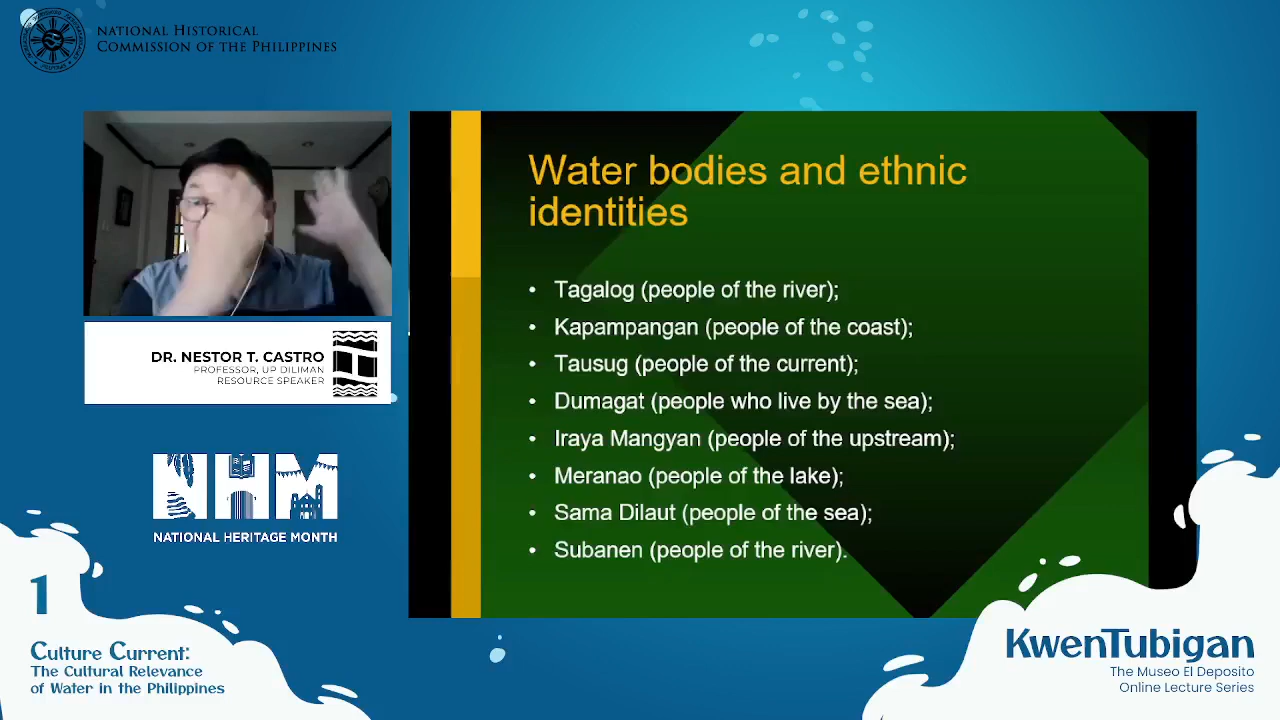 NATIONAL HISTORICAL
COMMISSION OF THE PHILIPPINES
Water bodies and ethnic
identities
• Tagalog (people of the river);
• Kapampangan (people of the coast);
• Tausug (people of the current);
• Dumagat (people who live by the sea);
• Iraya Mangyan (people of the upstream);
• Meranao (people of the lake);
• Sama Dilaut (people of the sea);
• Subanen (people of the river).
DR. NESTOR T. CASTRO
PROFESSOR, UP DILIMAN
RESOURCE SPEAKER
NHM
NATIONAL HERITAGE MONTH
1
Culture Current:
The Cultural Relevance
of Water in the Philippines
KwenTubigan
The Museo El Deposito
Online Lecture Series